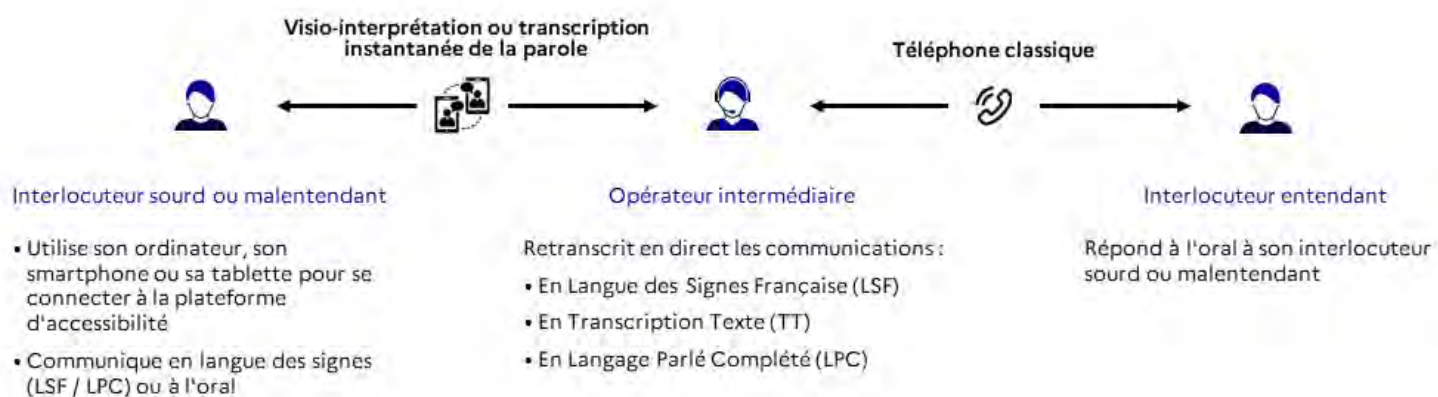 Visio-interprétation ou transcription
instantanée de la parole
Téléphone classique
Interlocuteur sourd ou malentendant
• Utilise son ordinateur, son
smartphone ou sa tablette pour se
connecter à la plateforme
d'accessibilité
• Communique en langue des signes
(LSF / LPC) ou à l'oral
Opérateur intermédiaire
Retranscrit en direct les communications :
• En Langue des Signes Française (LSF)
• En Transcription Texte (TT)
• En Langage Parlé Complété (LPC)
Interlocuteur entendant
Répond à l'oral à son interlocuteur
sourd ou malentendant